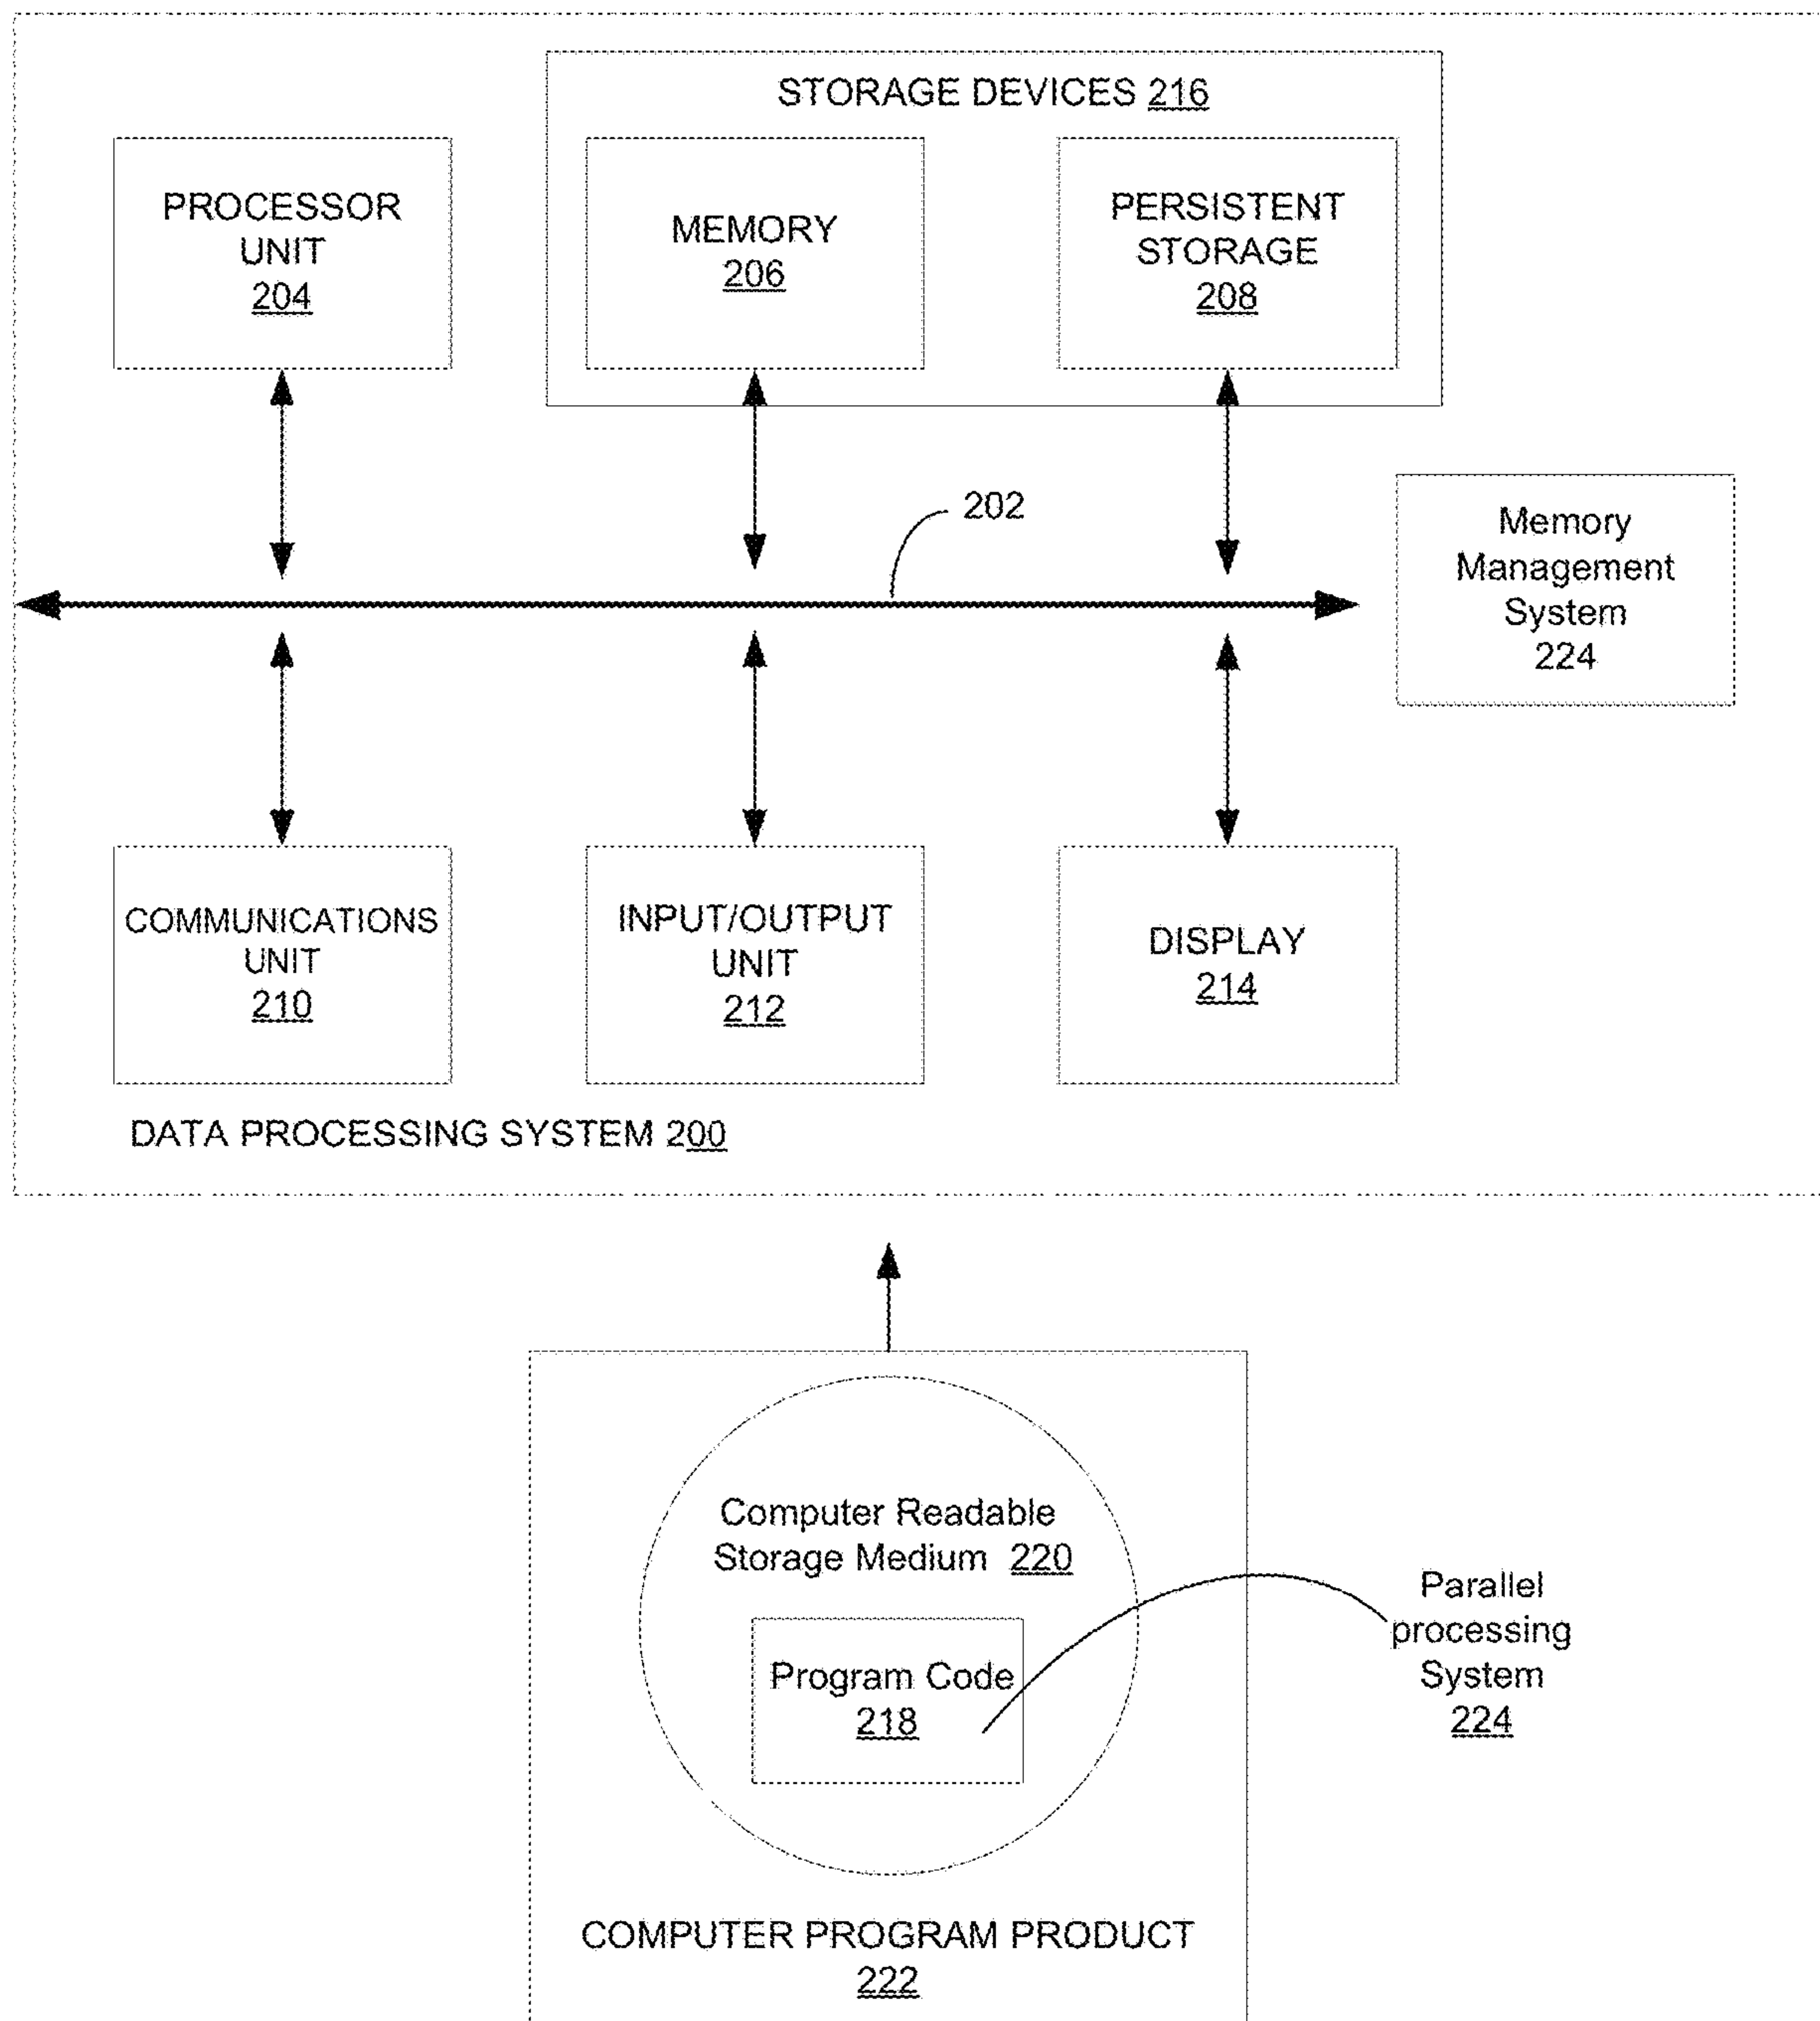 STORAGE DEVICES 216
PROCESSOR
UNIT
204
MEMORY
206
PERSISTENT
STORAGE
208
202
Memory
Management
System
224
COMMUNICATIONS
UNIT
210
INPUT/OUTPUT
UNIT
212
DISPLAY
214
DATA PROCESSING SYSTEM 200
Computer Readable
Storage Medium 220
Program Code
218
Parallel
processing
System
224
COMPUTER PROGRAM PRODUCT
222